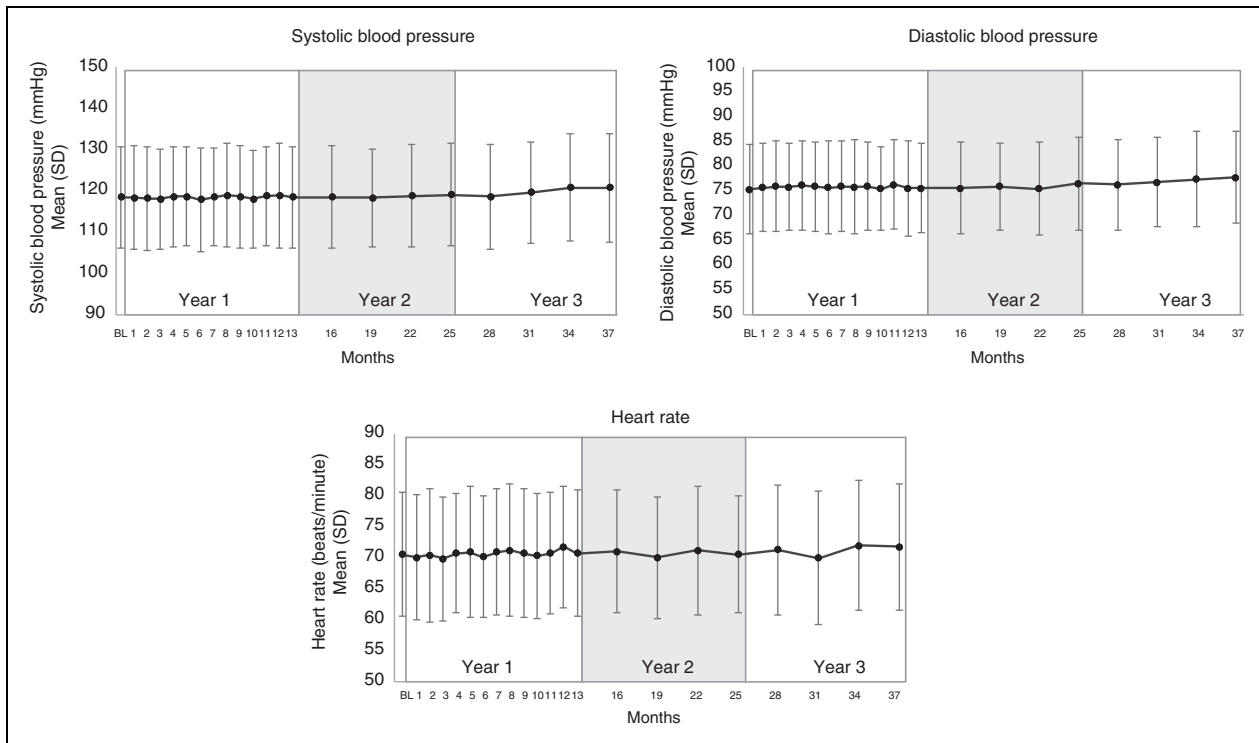 Systolic blood pressure
Systolic blood pressure (mmHg)
Mean (SD)
150
140
130
120
110
100
90
Year 1
Year 2
Year 3
BL 1 2 3 4 5 6 7 8 9 10 11 12 13 16 19 22 25 28 31 34 37
Months
Diastolic blood pressure
Diastolic blood pressure (mmHg)
Mean (SD)
100
95
90
85
80
75
70
65
60
55
50
Year 1
Year 2
Year 3
BL 1 2 3 4 5 6 7 8 9 10 11 12 13 16 19 22 25 28 31 34 37
Months
Heart rate
Heart rate (beats/minute)
Mean (SD)
90
85
80
75
70
65
60
55
50
Year 1
Year 2
Year 3
BL 1 2 3 4 5 6 7 8 9 10 11 12 13 16 19 22 25 28 31 34 37
Months